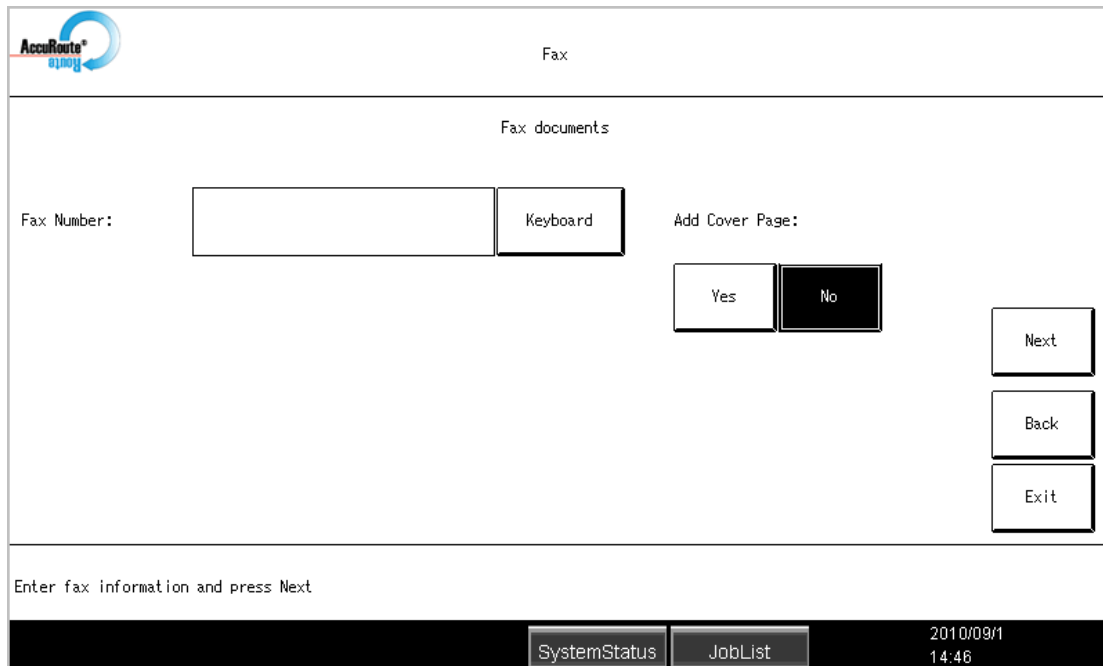 AccuRoute®
Route
Fax
Fax documents
Fax Number:
Keyboard
Add Cover Page:
Yes
No
Next
Back
Exit
Enter fax information and press Next
SystemStatus
JobList
2010/09/1
14:46